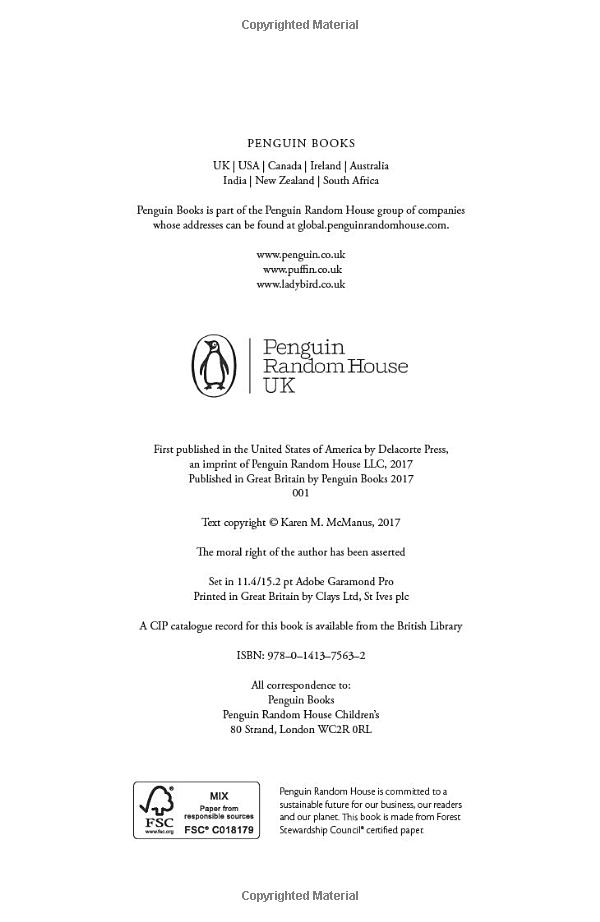 Copyrighted Material
PENGUIN BOOKS
UK | USA | Canada | Ireland | Australia
India | New Zealand | South Africa
Penguin Books is part of the Penguin Random House group of companies
whose addresses can be found at global.penguinrandomhouse.com.
www.penguin.co.uk
www.puffin.co.uk
www.ladybird.co.uk
Penguin
Random House
UK
First published in the United States of America by Delacorte Press,
an imprint of Penguin Random House LLC, 2017
Published in Great Britain by Penguin Books 2017
001
Text copyright © Karen M. McManus, 2017
The moral right of the author has been asserted
Set in 11.4/15.2 pt Adobe Garamond Pro
Printed in Great Britain by Clays Ltd, St Ives plc
A CIP catalogue record for this book is available from the British Library
ISBN: 978–0–1413–7563–2
All correspondence to:
Penguin Books
Penguin Random House Children's
80 Strand, London WC2R 0RL
FSC
www.fsc.org
MIX
Paper from
responsible sources
FSC® C018179
Penguin Random House is committed to a
sustainable future for our business, our readers
and our planet. This book is made from Forest
Stewardship Council® certified paper.
Copyrighted Material